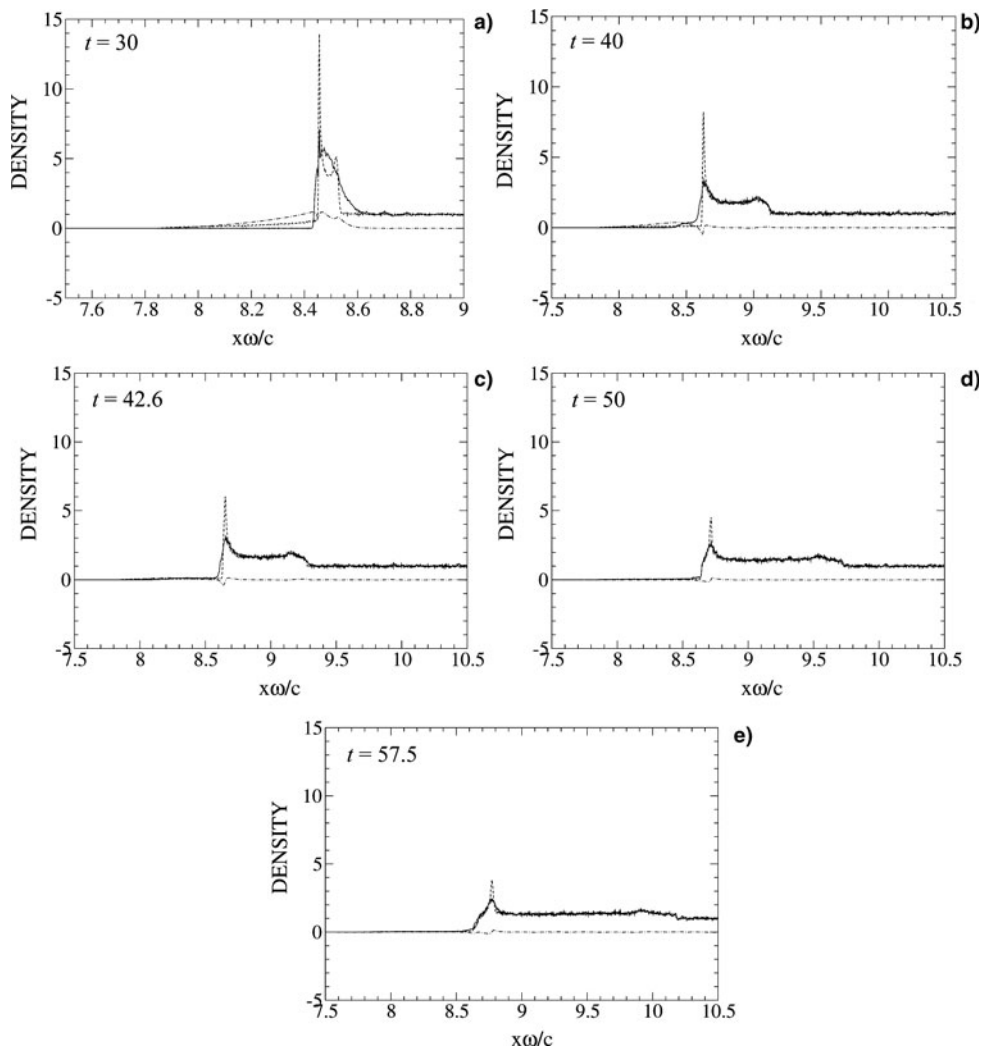 a)
t = 30
15
10
5
0
-5
DENSITY
7.6 7.8 8 8.2 8.4 8.6 8.8 9
xω/c
b)
t = 40
15
10
5
0
-5
DENSITY
7.5 8 8.5 9 9.5 10 10.5
xω/c
c)
t = 42.6
15
10
5
0
-5
DENSITY
7.5 8 8.5 9 9.5 10 10.5
xω/c
d)
t = 50
15
10
5
0
-5
DENSITY
7.5 8 8.5 9 9.5 10 10.5
xω/c
e)
t = 57.5
15
10
5
0
-5
DENSITY
7.5 8 8.5 9 9.5 10 10.5
xω/c